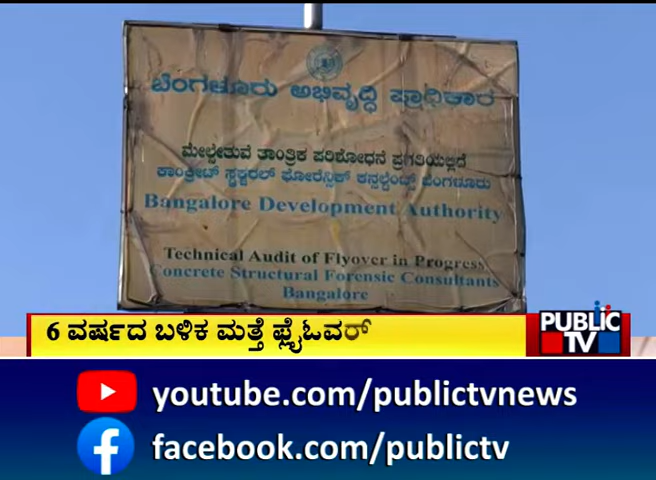 ಬೆಂಗಳೂರು ಅಭಿವೃದ್ಧಿ ಪ್ರಾಧಿಕಾರ
ಮೇಲ್ಸೇತುವೆ ತಾಂತ್ರಿಕ ಪರಿಶೋಧನೆ ಪ್ರಗತಿಯಲ್ಲಿದೆ
ಕಾಂಕ್ರೀಟ್ ಸ್ಟ್ರಕ್ಚರಲ್ ಫೋರೆನ್ಸಿಕ್ ಕನ್ಸಲ್ಟೆಂಟ್ಸ್ ಬೆಂಗಳೂರು
Bangalore Development Authority
Technical Audit of Flyover in Progress
Concrete Structural Forensic Consultants
Bangalore
6 ವರ್ಷದ ಬಳಿಕ ಮತ್ತೆ ಫ್ಲೈಓವರ್
PUBLIC
TV
youtube.com/publictvnews
facebook.com/publictv